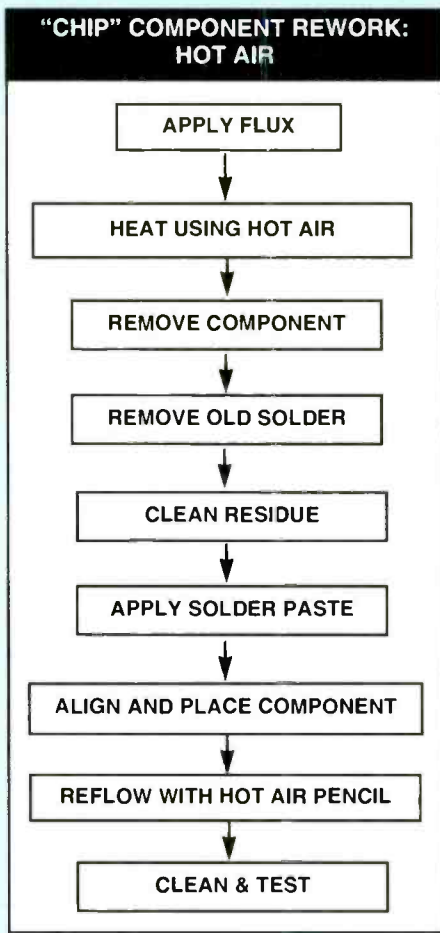 “CHIP” COMPONENT REWORK:
HOT AIR
APPLY FLUX
HEAT USING HOT AIR
REMOVE COMPONENT
REMOVE OLD SOLDER
CLEAN RESIDUE
APPLY SOLDER PASTE
ALIGN AND PLACE COMPONENT
REFLOW WITH HOT AIR PENCIL
CLEAN & TEST